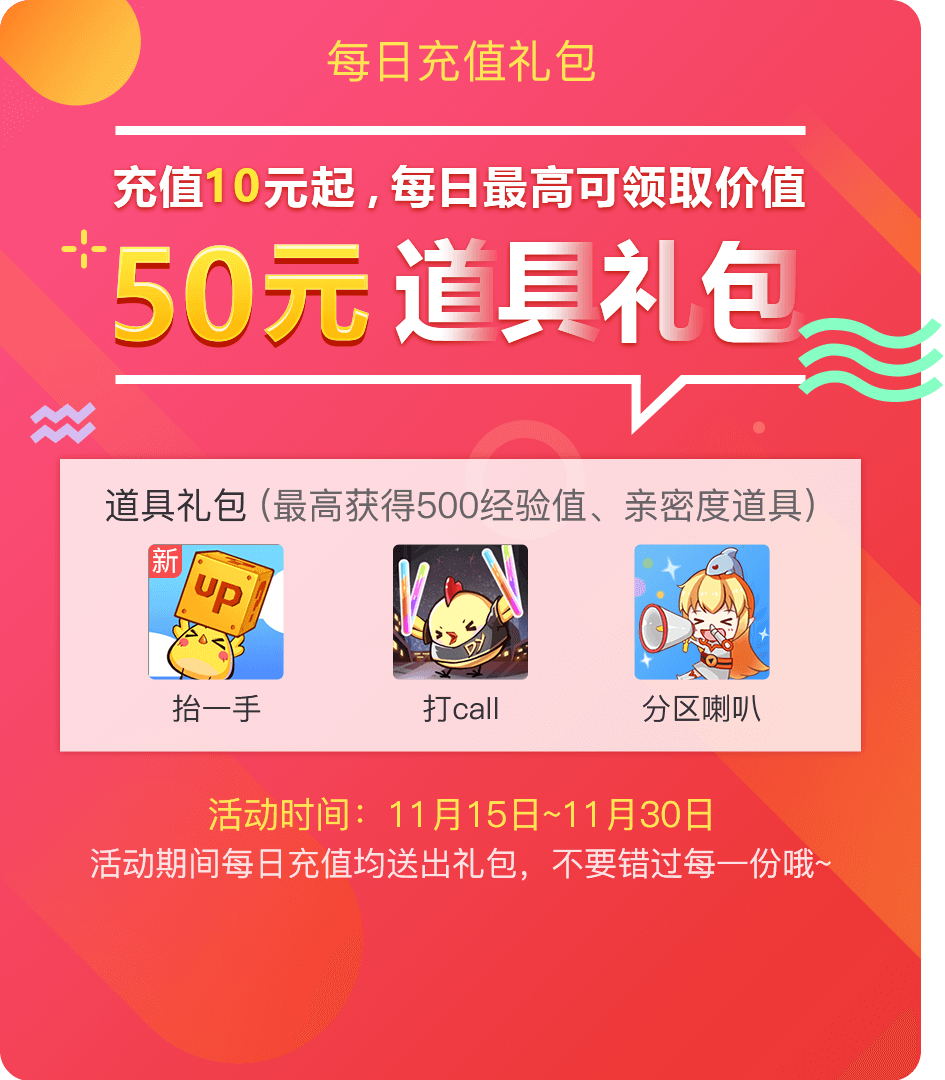 每日充值礼包
充值10元起，每日最高可领取价值
50元 道具礼包
道具礼包（最高获得500经验值、亲密度道具）
新
UP
抬一手
打call
分区喇叭
活动时间：11月15日~11月30日
活动期间每日充值均送出礼包，不要错过每一份哦~